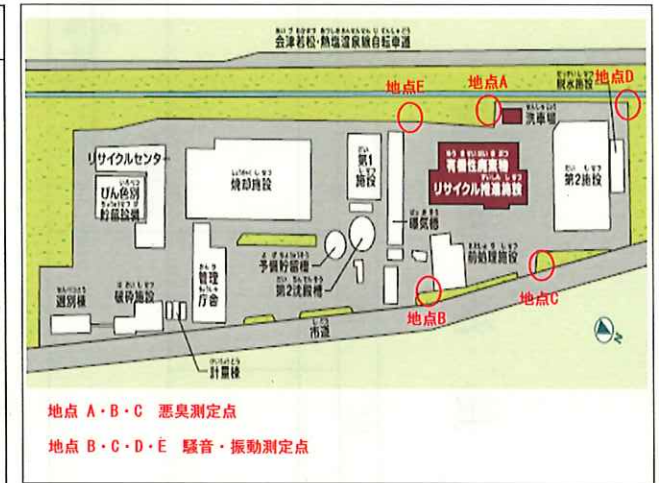 会津若松・熱塩温泉線自転車道
地点E
地点A
脱水施設
地点D
洗車場
リサイクルセンター
びん色別
貯留設備
焼却施設
第1
施設
有機性廃棄物
リサイクル推進施設
第2施設
曝気槽
予備貯留槽
第2沈殿槽
管理
庁舎
前処理施設
選別棟
破砕施設
地点B
地点C
市道
計量棟
N
地点 A・B・C 悪臭測定点
地点 B・C・D・E 騒音・振動測定点